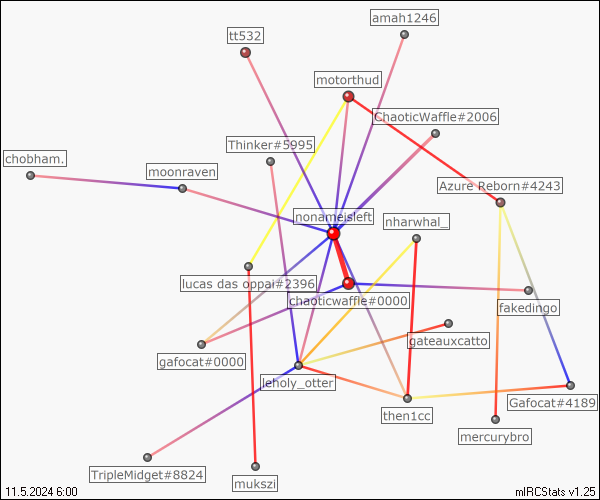 amah1246
tt532
motorthud
ChaoticWaffle#2006
Thinker#5995
chobham.
moonraven
Azure Reborn#4243
nonameisleft
nharwhal_
lucas das oppai#2396
chaoticwaffle#0000
fakedingo
gateauxcatto
gafocat#0000
leholy_otter
Gafocat#4189
then1cc
mercurybro
TripleMidget#8824
mukszi
11.5.2024 6:00
mIRCStats v1.25